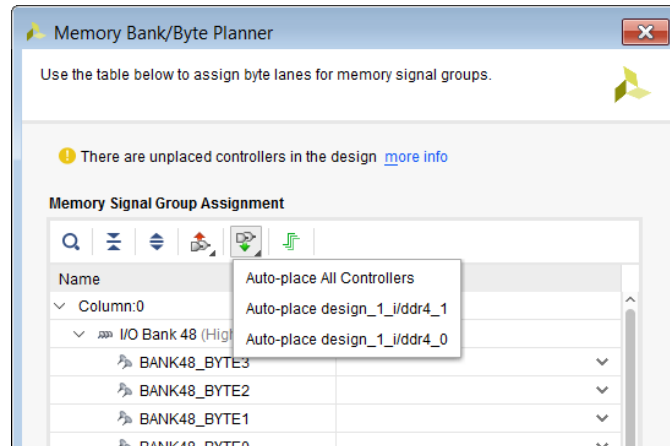 Memory Bank/Byte Planner
Use the table below to assign byte lanes for memory signal groups.
There are unplaced controllers in the design more info
Memory Signal Group Assignment
Name
Auto-place All Controllers
Auto-place design_1_i/ddr4_1
Auto-place design_1_i/ddr4_0
Column:0
I/O Bank 48 (High
BANK48_BYTE3
BANK48_BYTE2
BANK48_BYTE1
BANK48_BYTE0